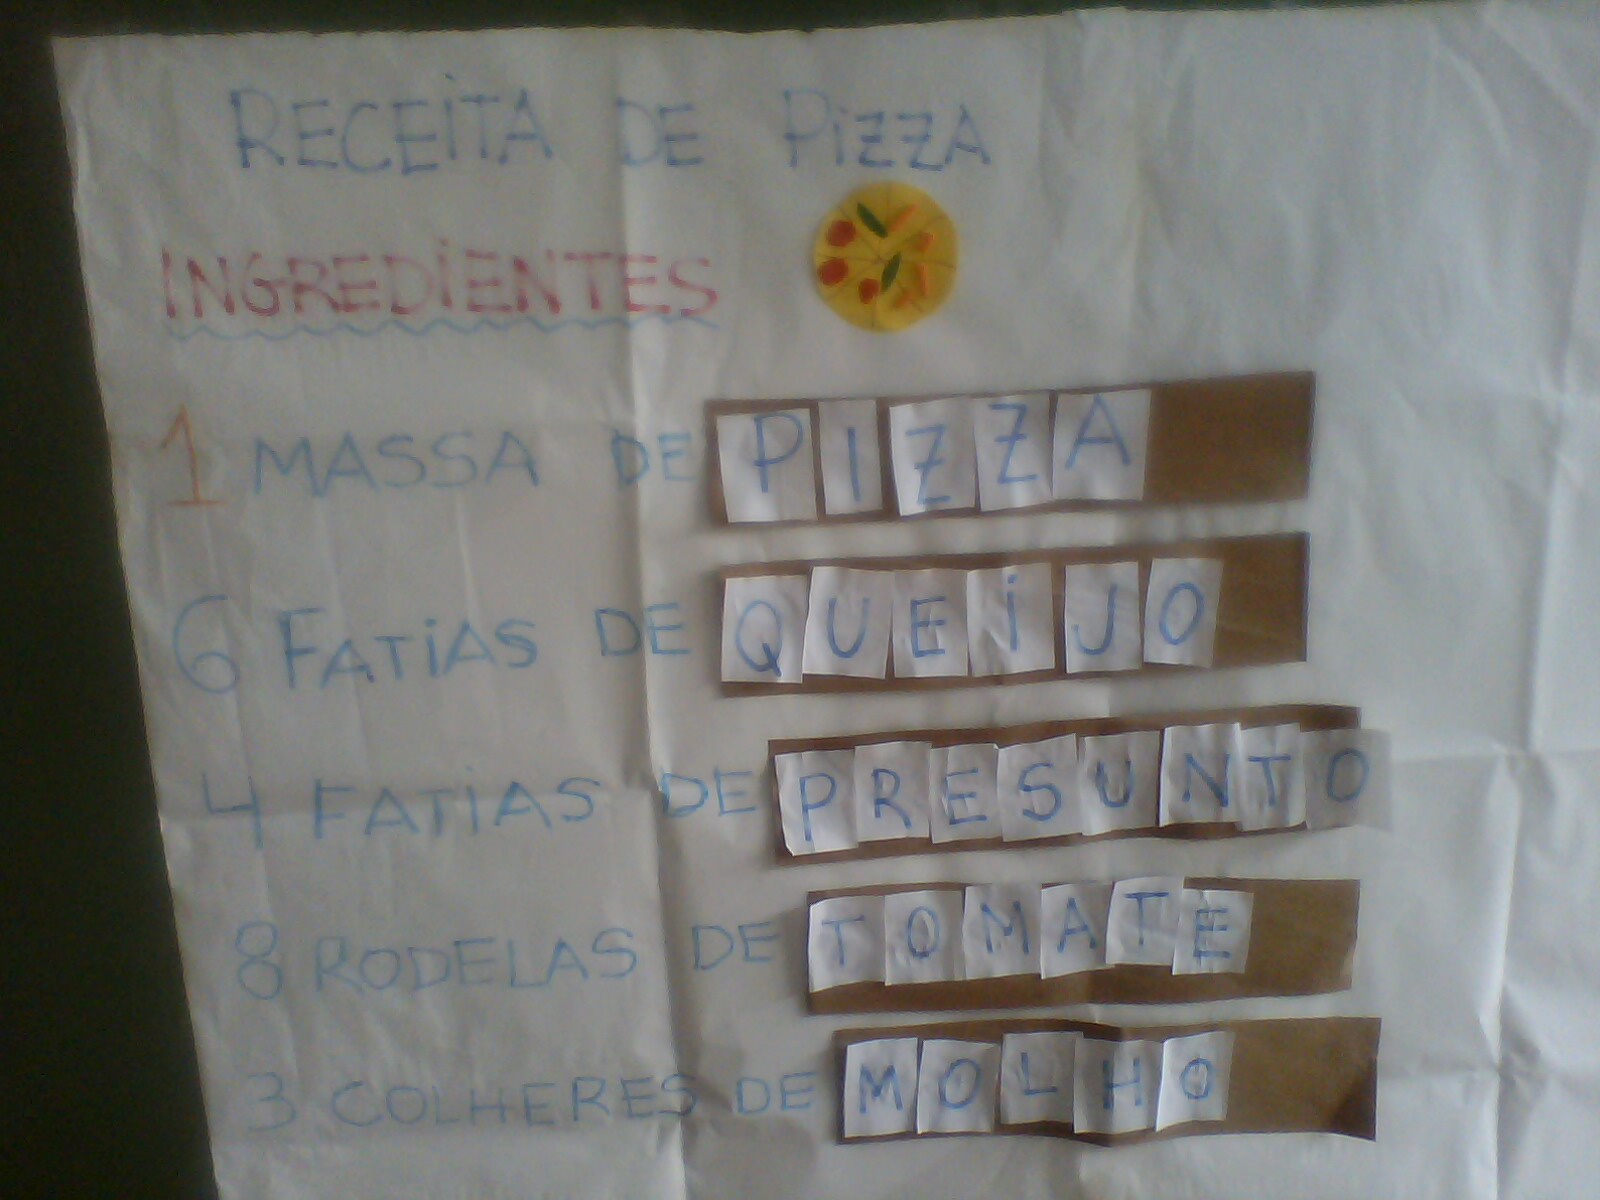 RECEITA DE PIZZA
INGREDIENTES
1 MASSA DE PIZZA
6 FATIAS DE QUEIJO
4 FATIAS DE PRESUNTO
8 RODELAS DE TOMATE
3 COLHERES DE MOLHO